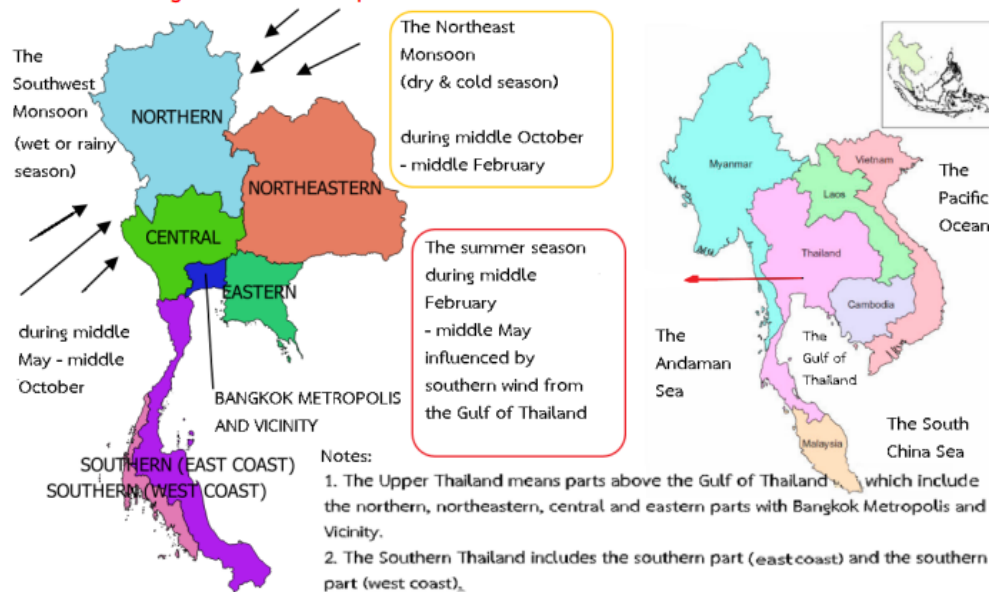 The
Southwest
Monsoon
(wet or rainy
season)
NORTHERN
NORTHEASTERN
CENTRAL
EASTERN
during middle
May - middle
October
BANGKOK METROPOLIS
AND VICINITY
SOUTHERN (EAST COAST)
SOUTHERN (WEST COAST)
The Northeast
Monsoon
(dry & cold season)
during middle October
- middle February
The summer season
during middle
February
- middle May
influenced by
southern wind from
the Gulf of Thailand
Myanmar
Vietnam
Laos
Thailand
Cambodia
Malaysia
The
Pacific
Ocean
The
Andaman
Sea
The
Gulf of
Thailand
The South
China Sea
Notes:
1. The Upper Thailand means parts above the Gulf of Thailand which include
the northern, northeastern, central and eastern parts with Bangkok Metropolis and
Vicinity.
2. The Southern Thailand includes the southern part (east coast) and the southern
part (west coast).